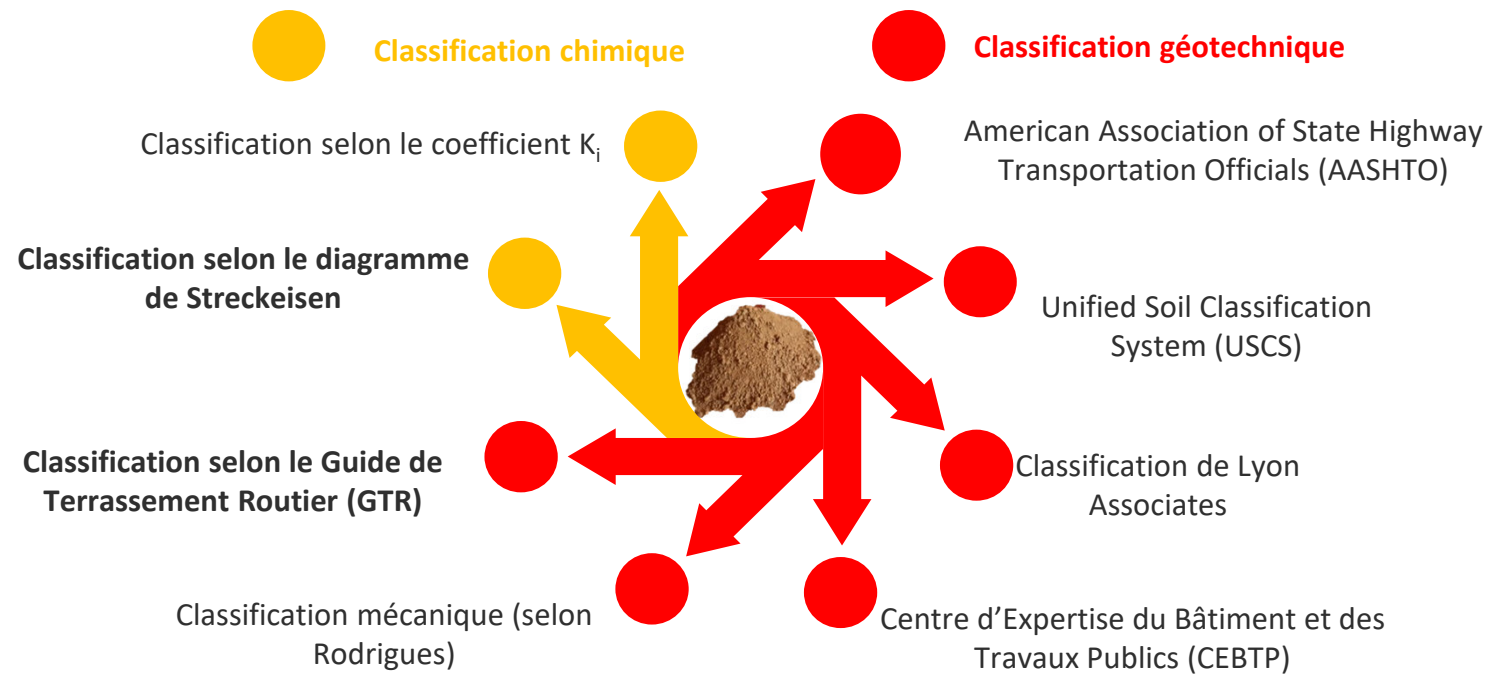 Classification chimique
Classification géotechnique
Classification selon le coefficient Ki
American Association of State Highway
Transportation Officials (AASHTO)
Classification selon le diagramme
de Streckeisen
Unified Soil Classification
System (USCS)
Classification selon le Guide de
Terrassement Routier (GTR)
Classification de Lyon
Associates
Classification mécanique (selon
Rodrigues)
Centre d’Expertise du Bâtiment et des
Travaux Publics (CEBTP)